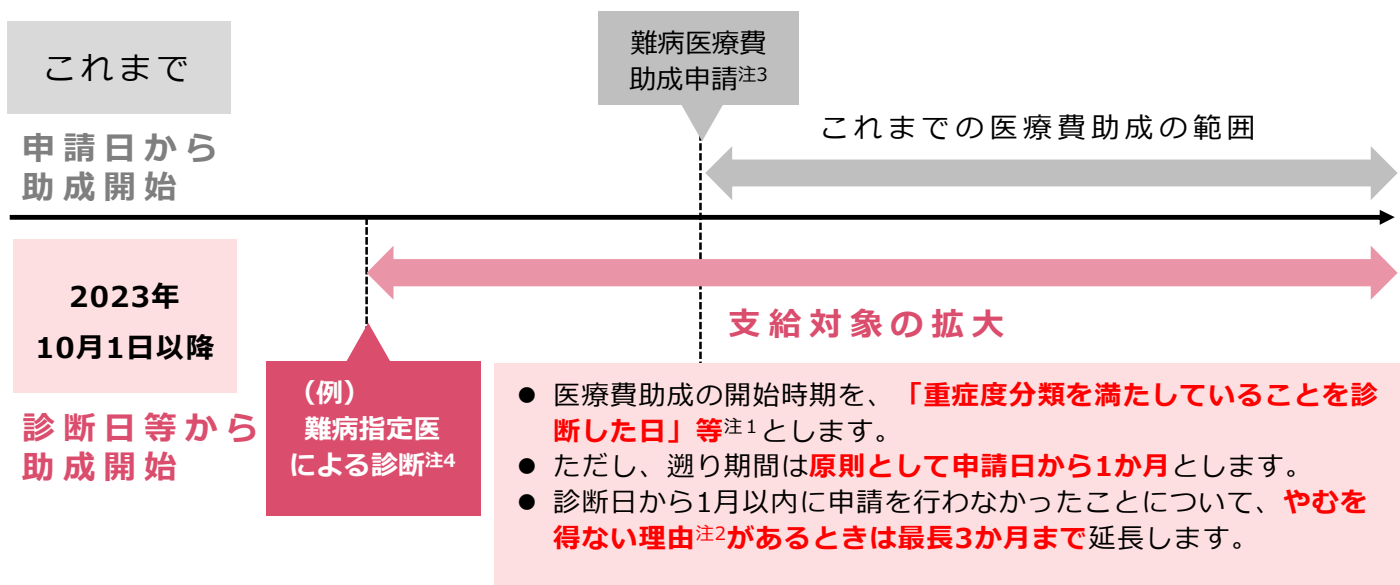 これまで
申請日から
助成開始
難病医療費
助成申請注3
これまでの医療費助成の範囲
2023年
10月1日以降
診断日等から
助成開始
（例）
難病指定医
による診断注4
支給対象の拡大
● 医療費助成の開始時期を、「重症度分類を満たしていることを診
断した日」等注1とします。
● ただし、遡り期間は原則として申請日から1か月とします。
● 診断日から1月以内に申請を行わなかったことについて、やむを
得ない理由注2があるときは最長3か月まで延長します。